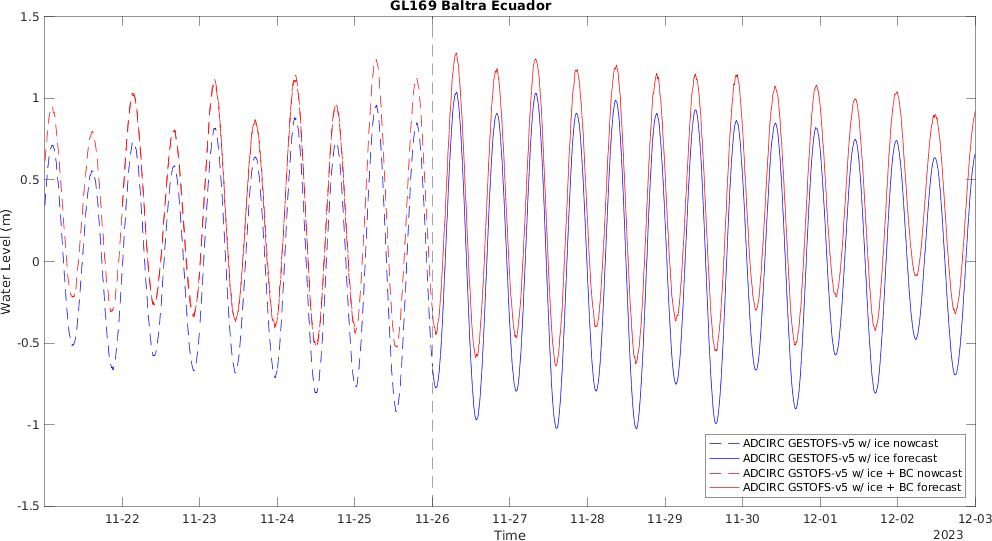 GL169 Baltra Ecuador
1.5
1
0.5
0
-0.5
-1
-1.5
Water Level (m)
ADCIRC GESTOFS-v5 w/ ice nowcast
ADCIRC GESTOFS-v5 w/ ice forecast
ADCIRC GSTOFS-v5 w/ ice + BC nowcast
ADCIRC GSTOFS-v5 w/ ice + BC forecast
11-22 11-23 11-24 11-25 11-26 11-27 11-28 11-29 11-30 12-01 12-02 12-03
Time
2023